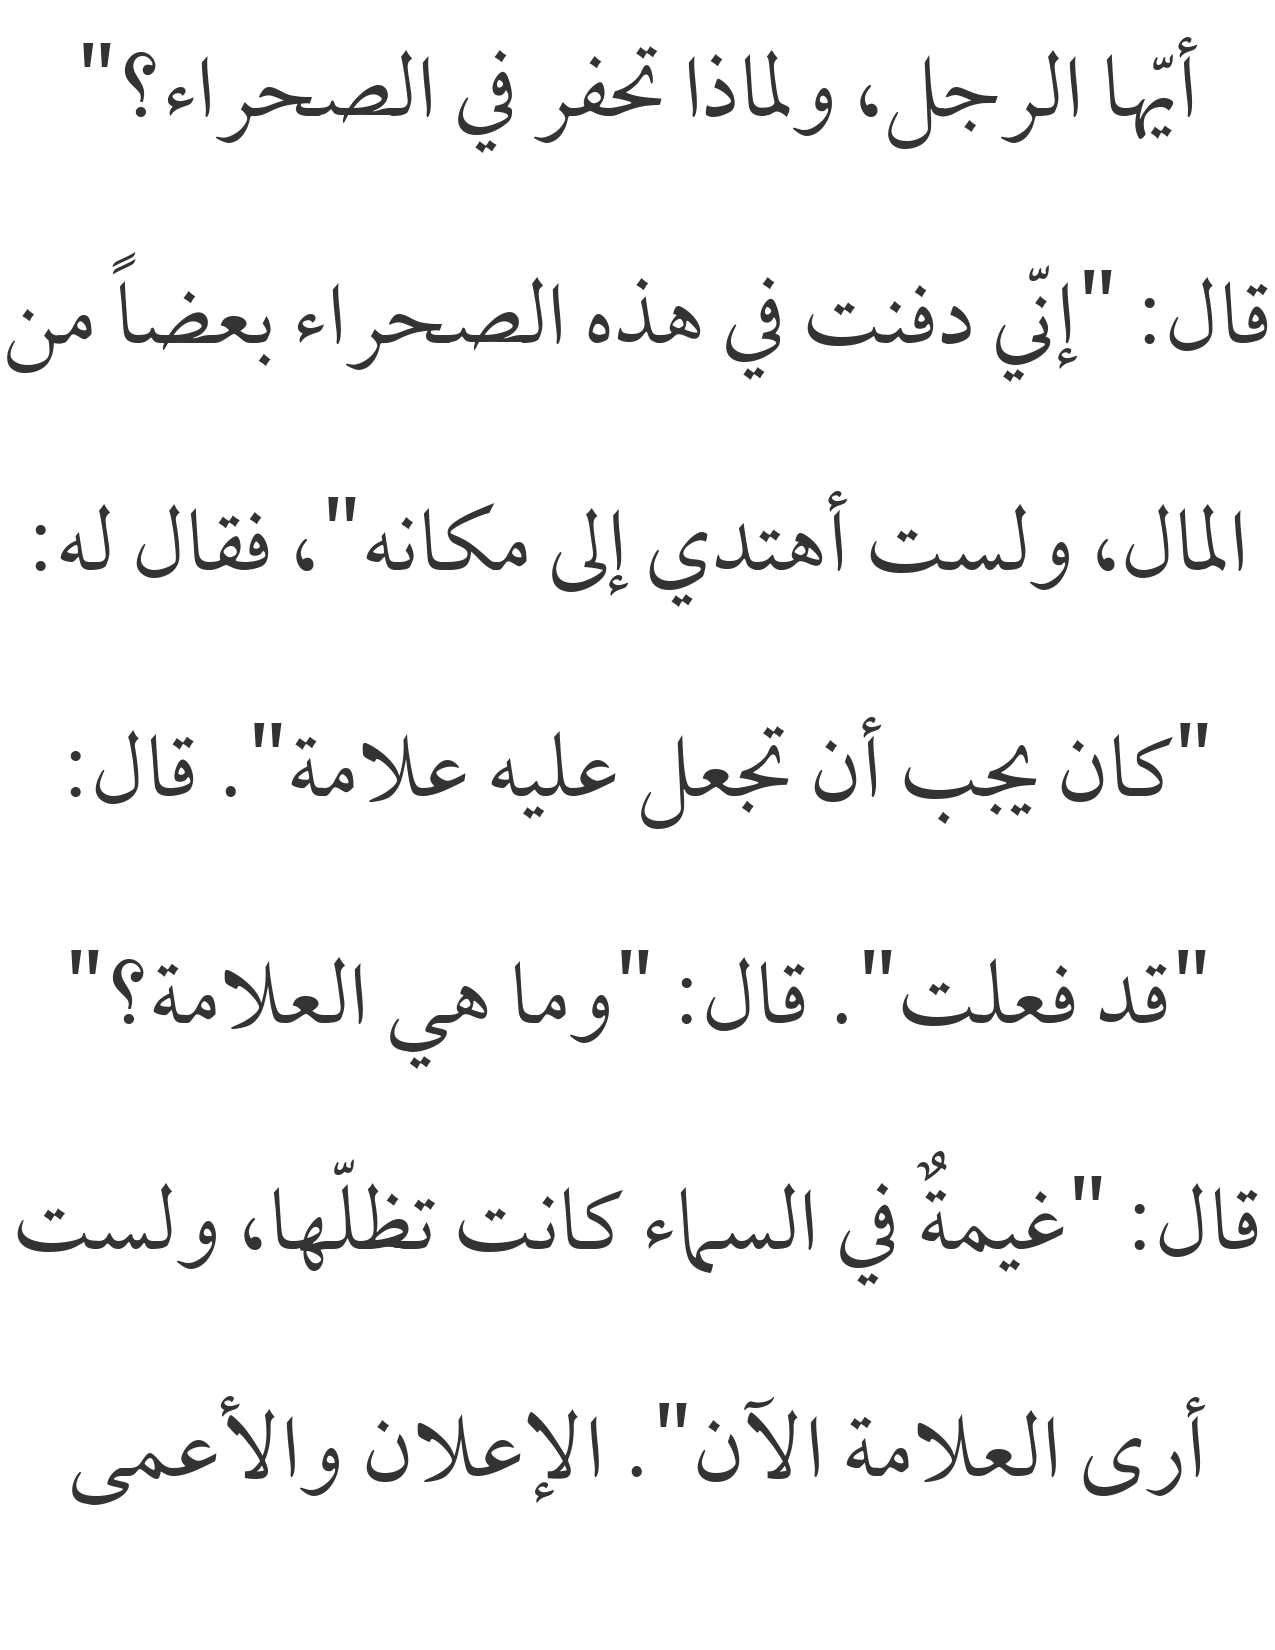 أيّها الرجل، ولماذا تحفر في الصحراء؟"
قال: "إنّي دفنت في هذه الصحراء بعضاً من
المال، ولست أهتدي إلى مكانه"، فقال له:
"كان يجب أن تجعل عليه علامة". قال:
"قد فعلت". قال: "وما هي العلامة؟"
قال: "غيمةٌ في السماء كانت تظلّها، ولست
أرى العلامة الآن". الإعلان والأعمى